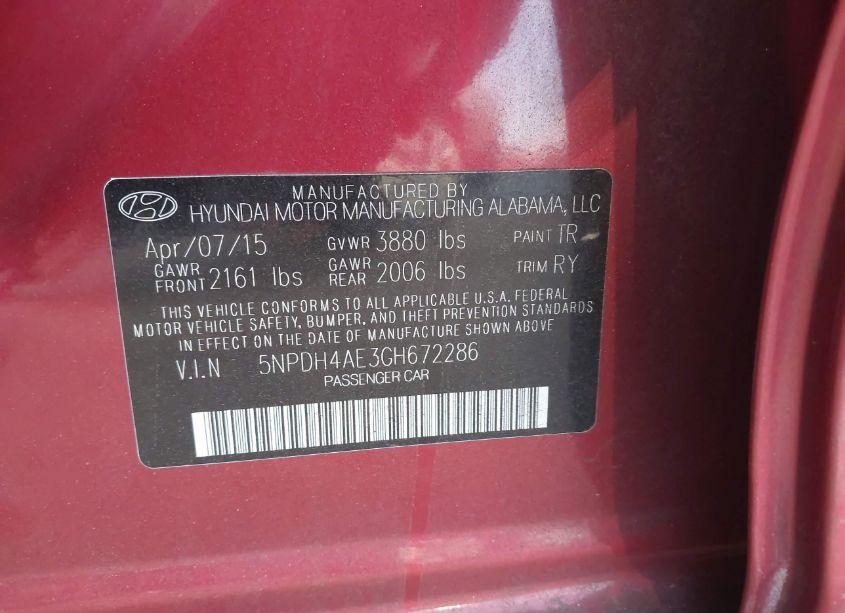 MANUFACTURED BY
HYUNDAI MOTOR MANUFACTURING ALABAMA, LLC
Apr/07/15 GVWR 3880 lbs PAINT TR
GAWR FRONT 2161 lbs GAWR REAR 2006 lbs TRIM RY
THIS VEHICLE CONFORMS TO ALL APPLICABLE U.S.A. FEDERAL
MOTOR VEHICLE SAFETY, BUMPER, AND THEFT PREVENTION STANDARDS
IN EFFECT ON THE DATE OF MANUFACTURE SHOWN ABOVE
V.I.N 5NPDH4AE3GH672286
PASSENGER CAR